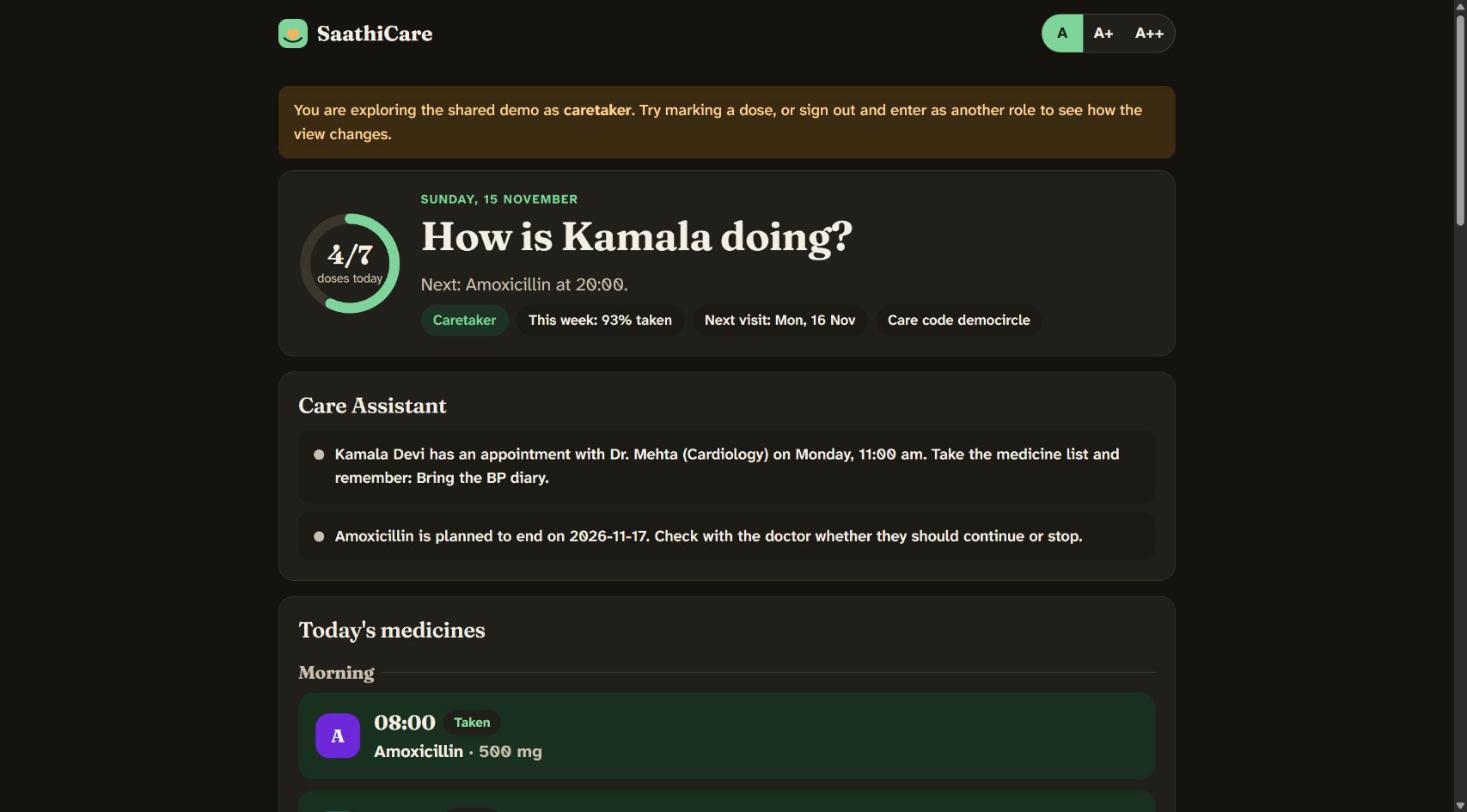 SaathiCare
A A+ A++
You are exploring the shared demo as caretaker. Try marking a dose, or sign out and enter as another role to see how the
view changes.
SUNDAY, 15 NOVEMBER
4/7
doses today
How is Kamala doing?
Next: Amoxicillin at 20:00.
Caretaker This week: 93% taken Next visit: Mon, 16 Nov Care code democircle
Care Assistant
Kamala Devi has an appointment with Dr. Mehta (Cardiology) on Monday, 11:00 am. Take the medicine list and
remember: Bring the BP diary.
Amoxicillin is planned to end on 2026-11-17. Check with the doctor whether they should continue or stop.
Today's medicines
Morning
A
08:00 Taken
Amoxicillin · 500 mg